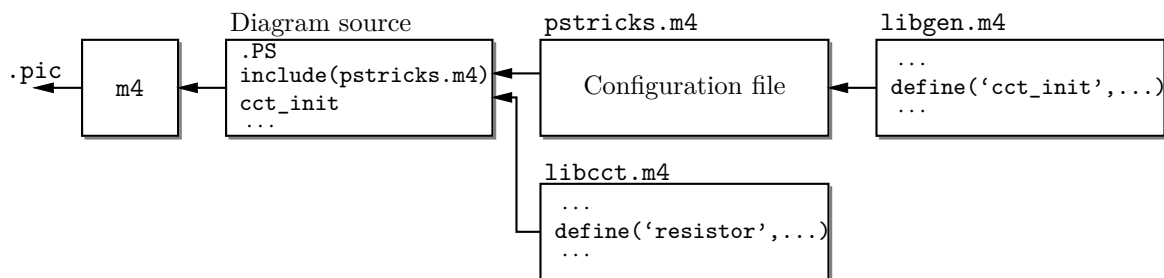 .pic
m4
Diagram source
.PS
include(pstricks.m4)
cct_init
...
pstricks.m4
Configuration file
libgen.m4
...
define(‘cct_init’,...)
...
libcct.m4
...
define(‘resistor’,...)
...